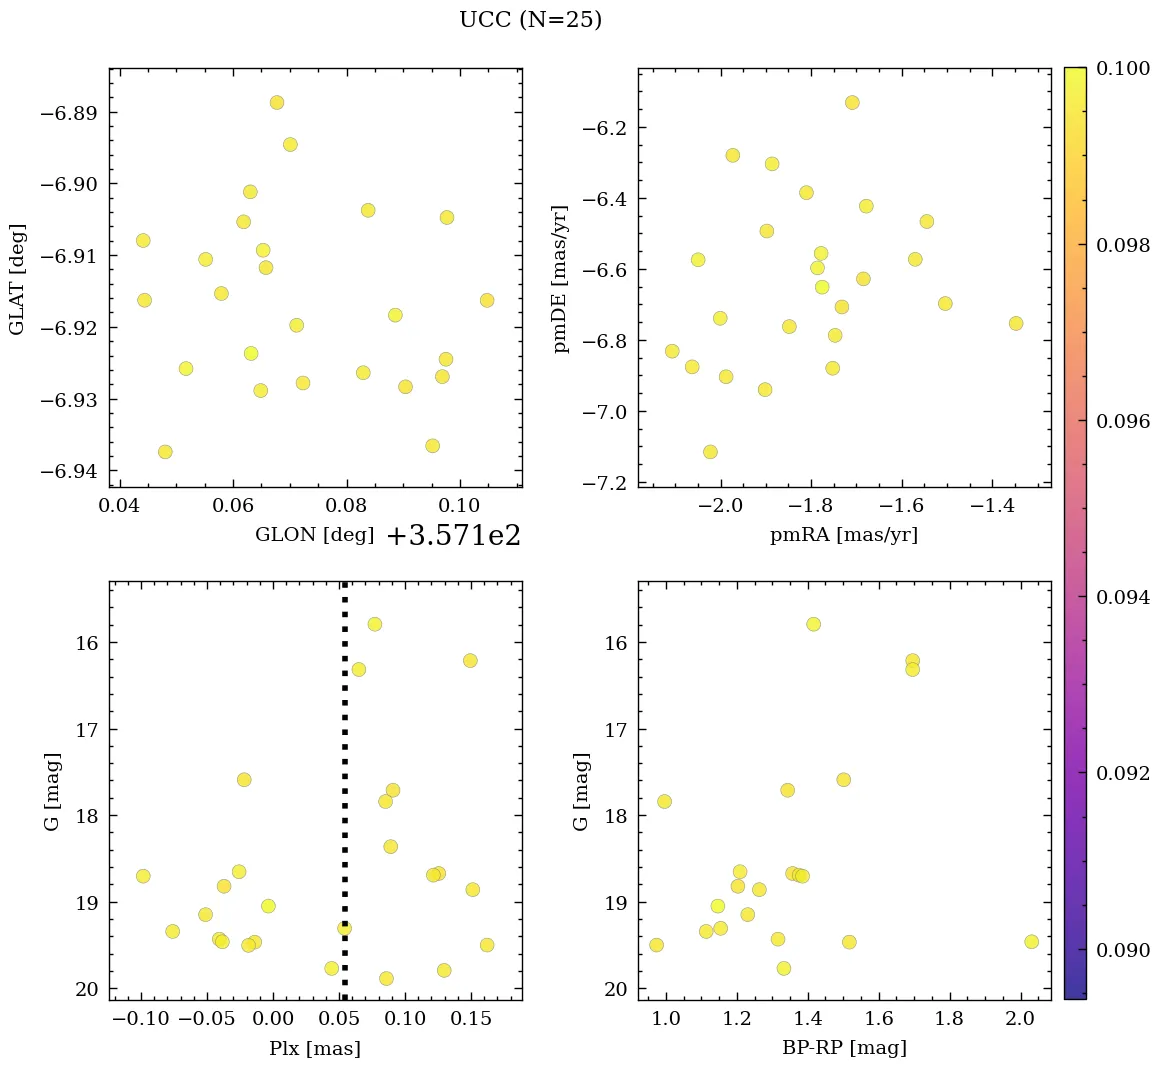 UCC (N=25)
−6.89
−6.90
−6.91
−6.92
−6.93
−6.94
GLAT [deg]
0.04 0.06 0.08 0.10
GLON [deg] +3.571e2
−6.2
−6.4
−6.6
−6.8
−7.0
−7.2
pmDE [mas/yr]
−2.0 −1.8 −1.6 −1.4
pmRA [mas/yr]
16
17
18
19
20
G [mag]
−0.10 −0.05 0.00 0.05 0.10 0.15
Plx [mas]
16
17
18
19
20
G [mag]
1.0 1.2 1.4 1.6 1.8 2.0
BP-RP [mag]
0.100
0.098
0.096
0.094
0.092
0.090